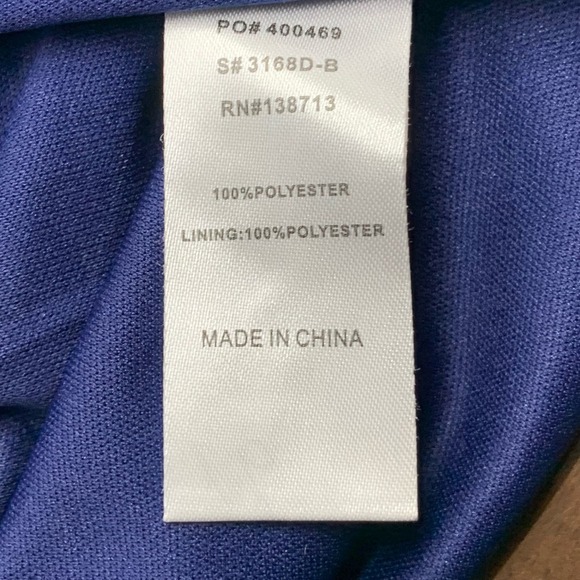 PO# 400469
S# 3168D-B
RN#138713
100%POLYESTER
LINING:100%POLYESTER
MADE IN CHINA